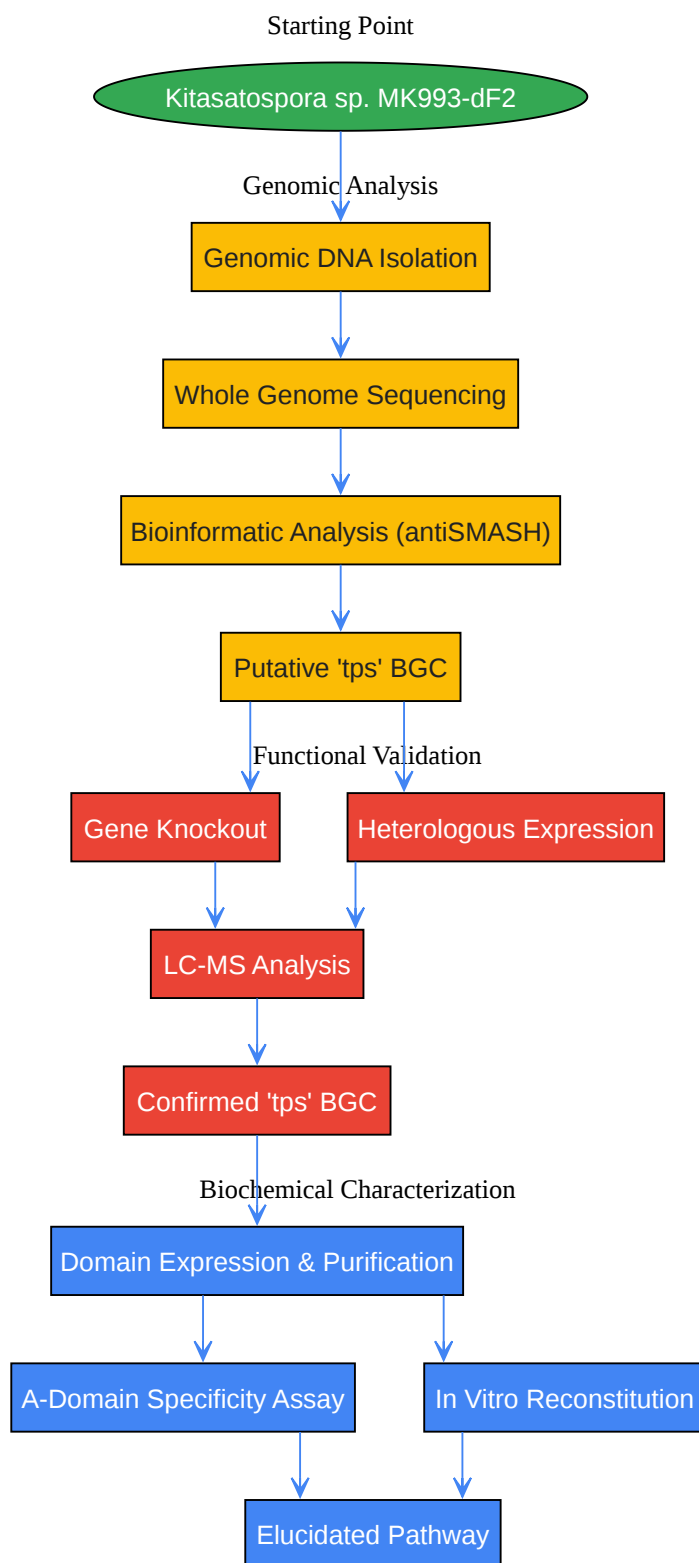 Starting Point
Kitasatospora sp. MK993-dF2
Genomic Analysis
Genomic DNA Isolation
Whole Genome Sequencing
Bioinformatic Analysis (antiSMASH)
Putative 'tps' BGC
Functional Validation
Gene Knockout
Heterologous Expression
LC-MS Analysis
Confirmed 'tps' BGC
Biochemical Characterization
Domain Expression & Purification
A-Domain Specificity Assay
In Vitro Reconstitution
Elucidated Pathway